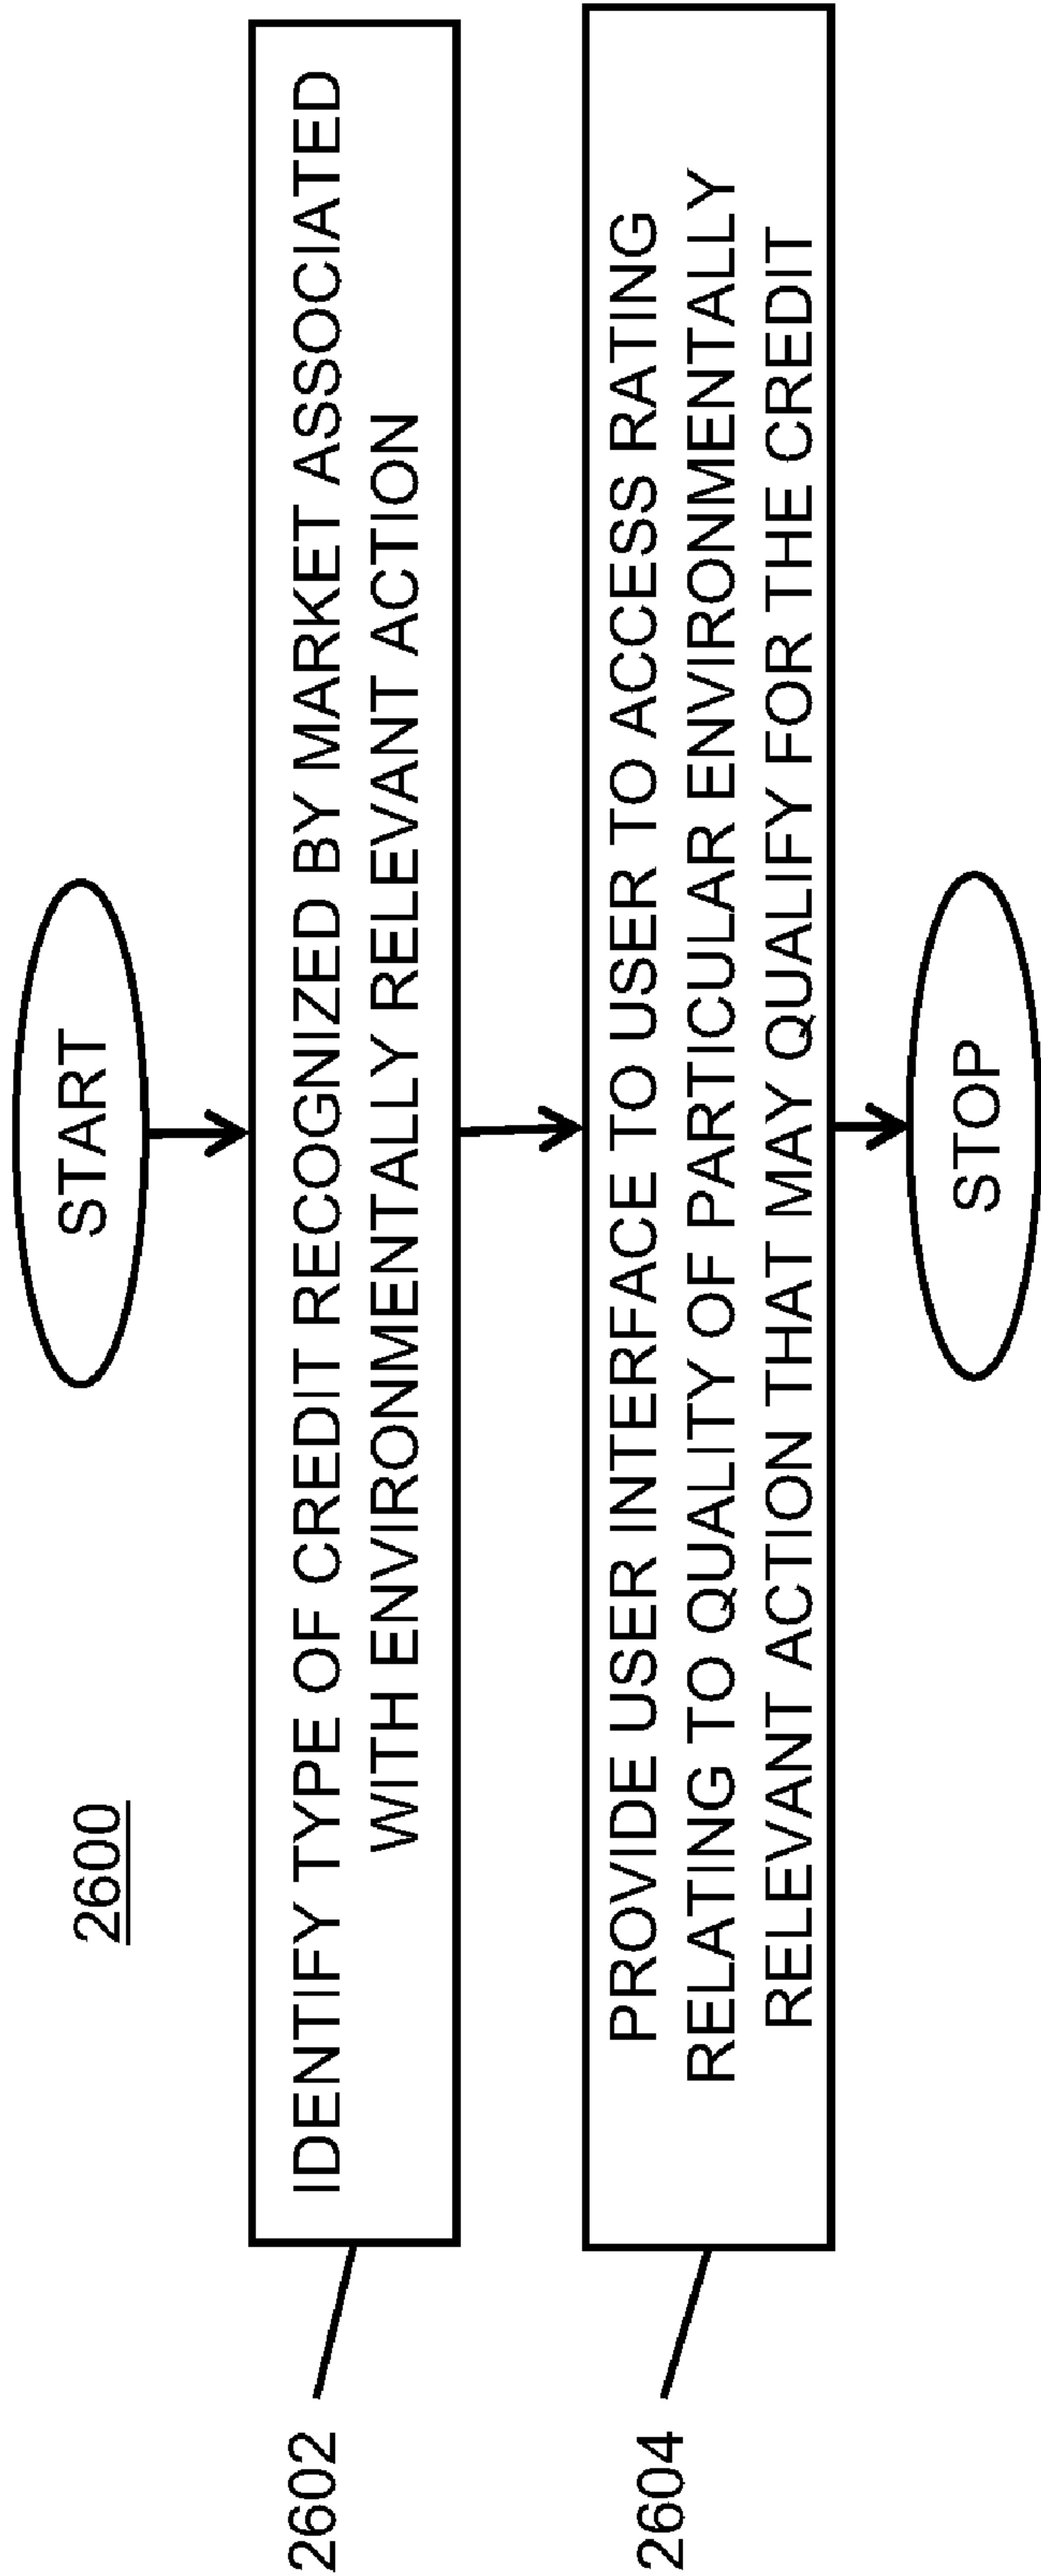 2600
START
2602
IDENTIFY TYPE OF CREDIT RECOGNIZED BY MARKET ASSOCIATED
WITH ENVIRONMENTALLY RELEVANT ACTION
2604
PROVIDE USER INTERFACE TO USER TO ACCESS RATING
RELATING TO QUALITY OF PARTICULAR ENVIRONMENTALLY
RELEVANT ACTION THAT MAY QUALIFY FOR THE CREDIT
STOP